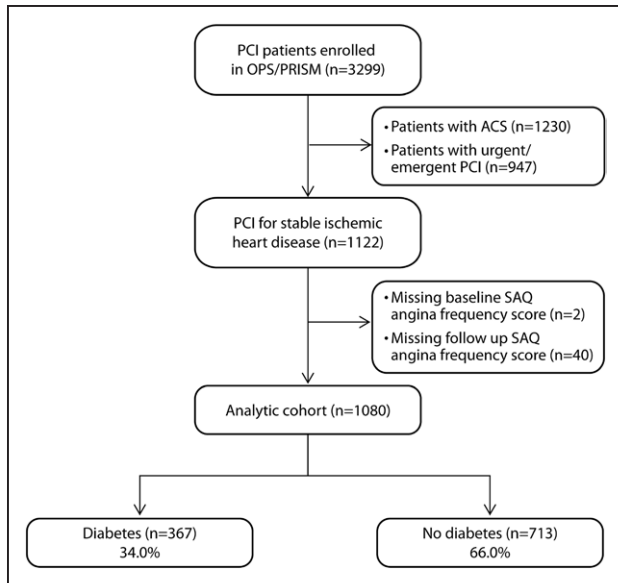 PCI patients enrolled
in OPS/PRISM (n=3299)
• Patients with ACS (n=1230)
• Patients with urgent/
emergent PCI (n=947)
PCI for stable ischemic
heart disease (n=1122)
• Missing baseline SAQ
angina frequency score (n=2)
• Missing follow up SAQ
angina frequency score (n=40)
Analytic cohort (n=1080)
Diabetes (n=367)
34.0%
No diabetes (n=713)
66.0%